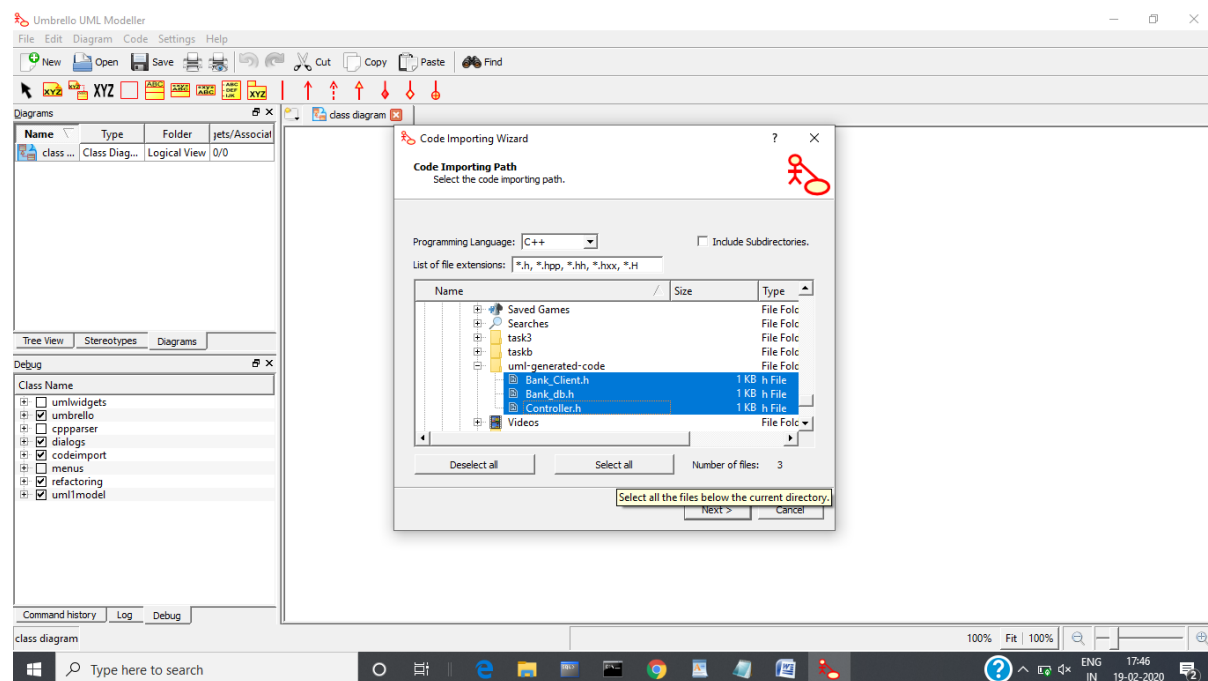 Umbrello UML Modeller
File Edit Diagram Code Settings Help
New Open Save Cut Copy Paste Find
XYZ XYZ
Diagrams
class diagram
Name Type Folder
class ... Class Diag... Logical View 0/0
Tree View Stereotypes Diagrams
Debug
Class Name
umlwidgets
umbrello
cppparser
dialogs
codeimport
menus
refactoring
uml1model
Command history Log Debug
Code Importing Wizard ?
Code Importing Path
Select the code importing path.
Programming Language: C++ Include Subdirectories.
List of file extensions: *.h, *.hpp, *.hh, *.hxx, *.H
Name Size Type
Saved Games File Folc
Searches File Folc
task3 File Folc
taskb File Folc
uml-generated-code File Folc
Bank_Client.h 1 KB h File
Bank_db.h 1 KB h File
Controller.h 1 KB h File
Videos File Folc
Deselect all Select all Number of files: 3
Select all the files below the current directory.
Next > Cancel
class diagram 100% Fit 100%
Type here to search
ENG 17:46
IN 19-02-2020
2